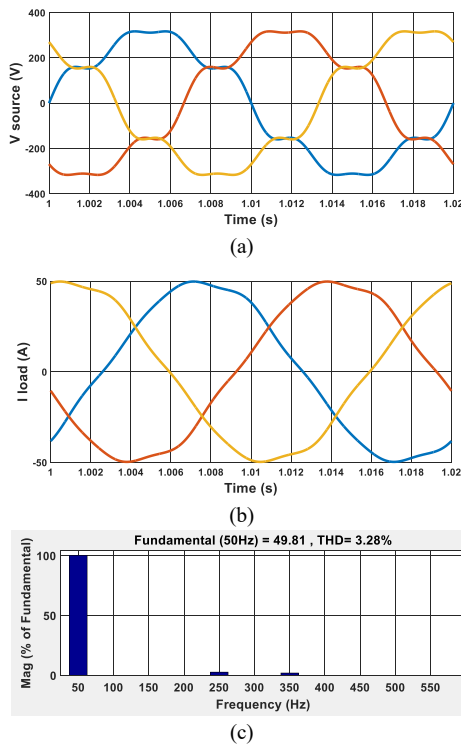 400
200
0
-200
-400
V source (V)
1 1.002 1.004 1.006 1.008 1.01 1.012 1.014 1.016 1.018 1.02
Time (s)
(a)
50
0
-50
I load (A)
1 1.002 1.004 1.006 1.008 1.01 1.012 1.014 1.016 1.018 1.02
Time (s)
(b)
Fundamental (50Hz) = 49.81 , THD= 3.28%
100
50
0
Mag (% of Fundamental)
50 100 150 200 250 300 350 400 450 500 550
Frequency (Hz)
(c)